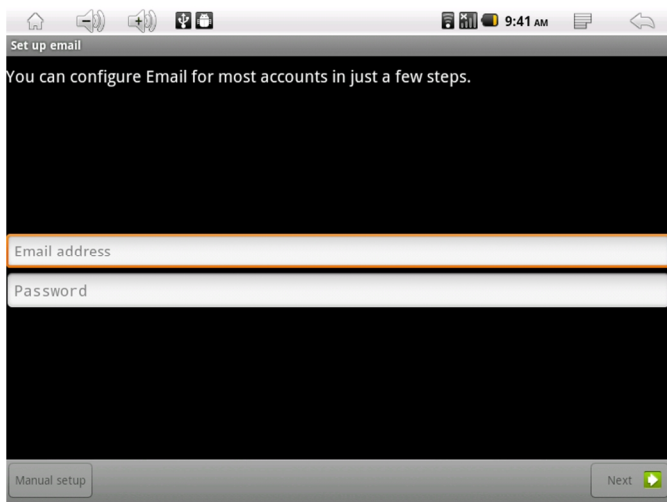 9:41 AM
Set up email
You can configure Email for most accounts in just a few steps.
Email address
Password
Manual setup
Next